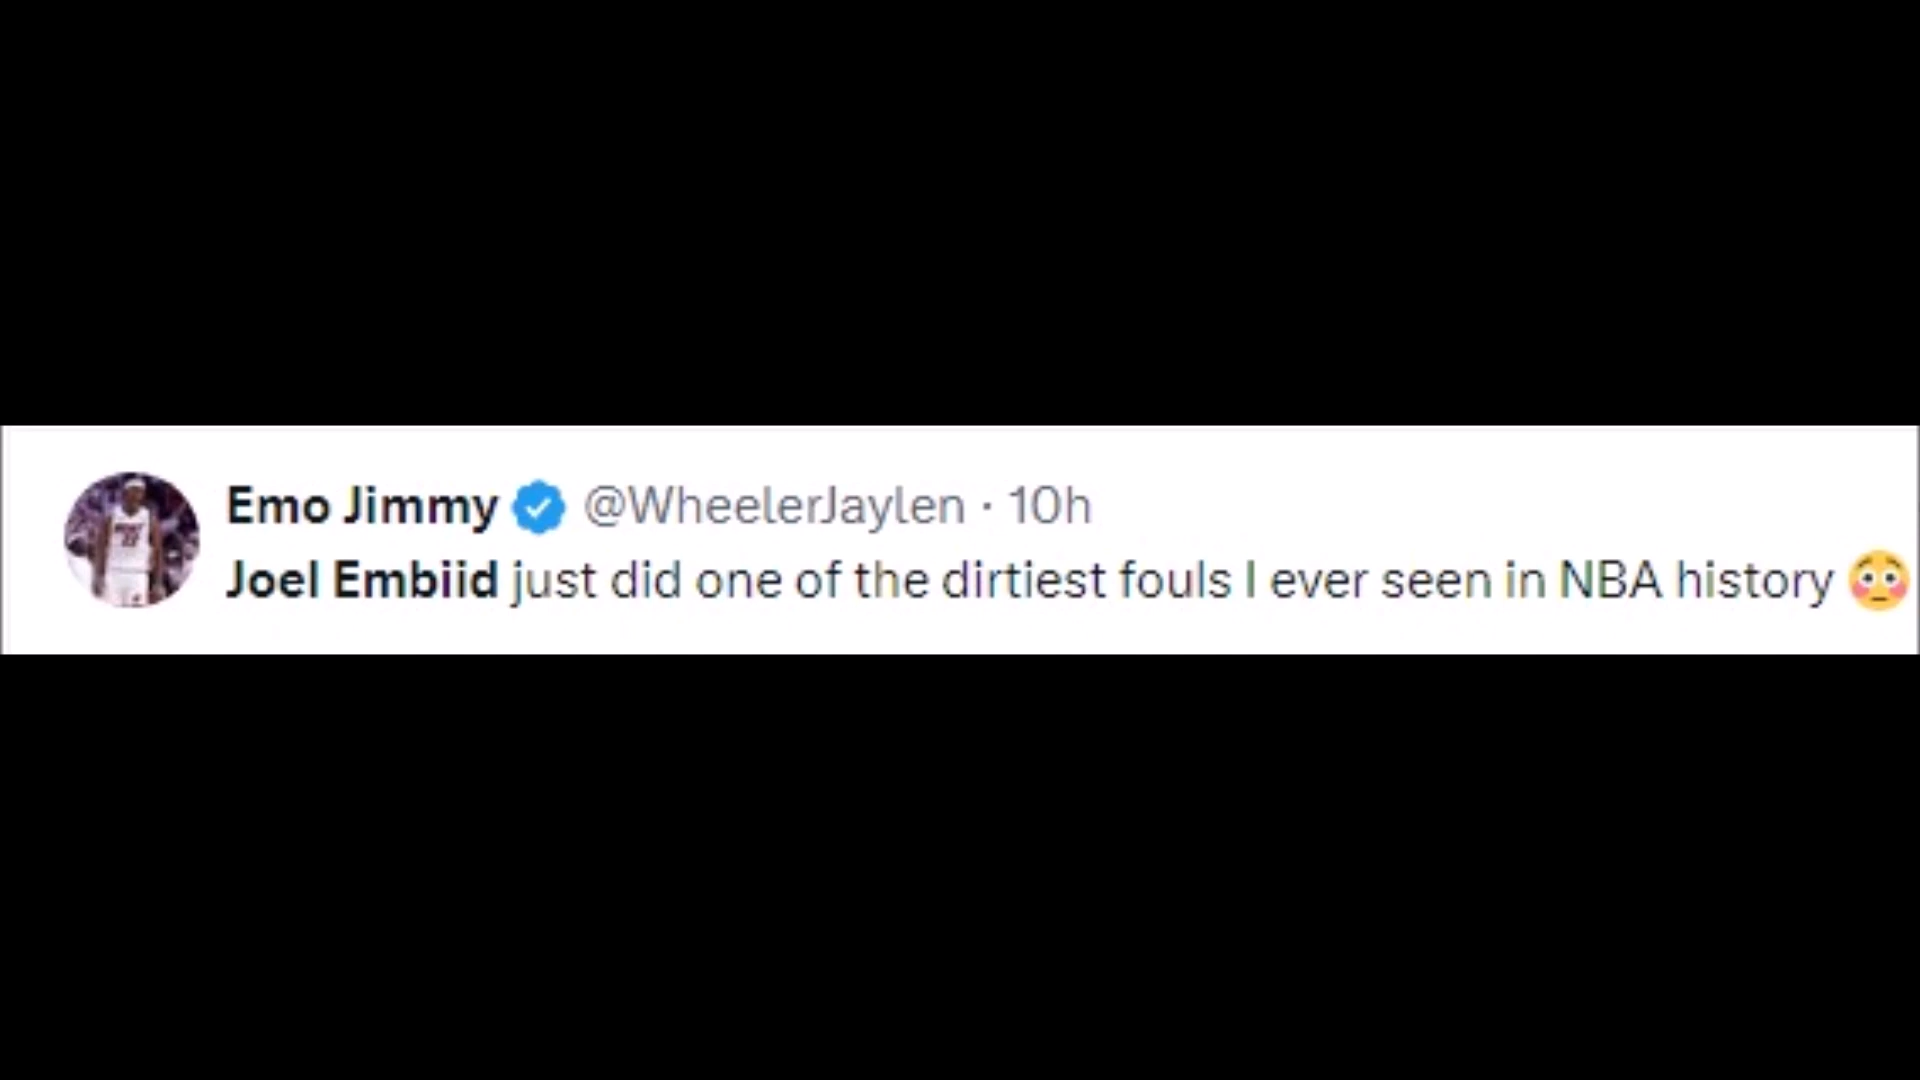 Emo Jimmy @WheelerJaylen · 10h
Joel Embiid just did one of the dirtiest fouls I ever seen in NBA history 😳